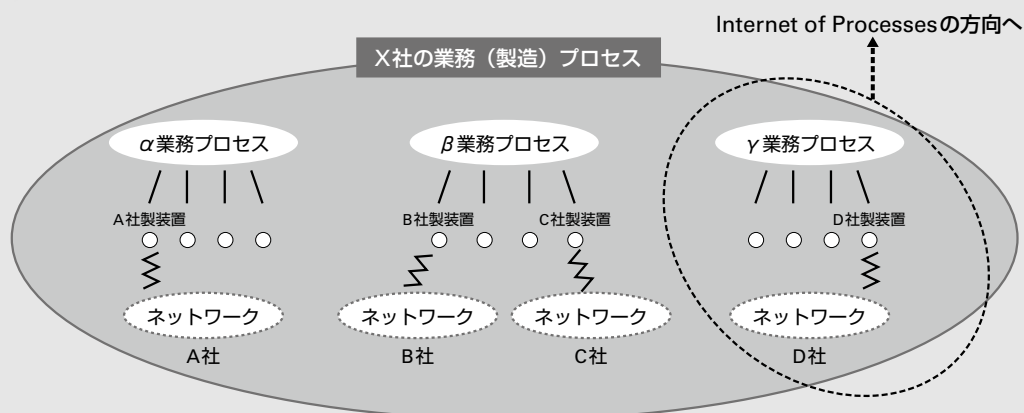 Internet of Processesの方向へ
X社の業務（製造）プロセス
α業務プロセス
β業務プロセス
γ業務プロセス
A社製装置
B社製装置
C社製装置
D社製装置
ネットワーク
ネットワーク
ネットワーク
ネットワーク
A社
B社
C社
D社